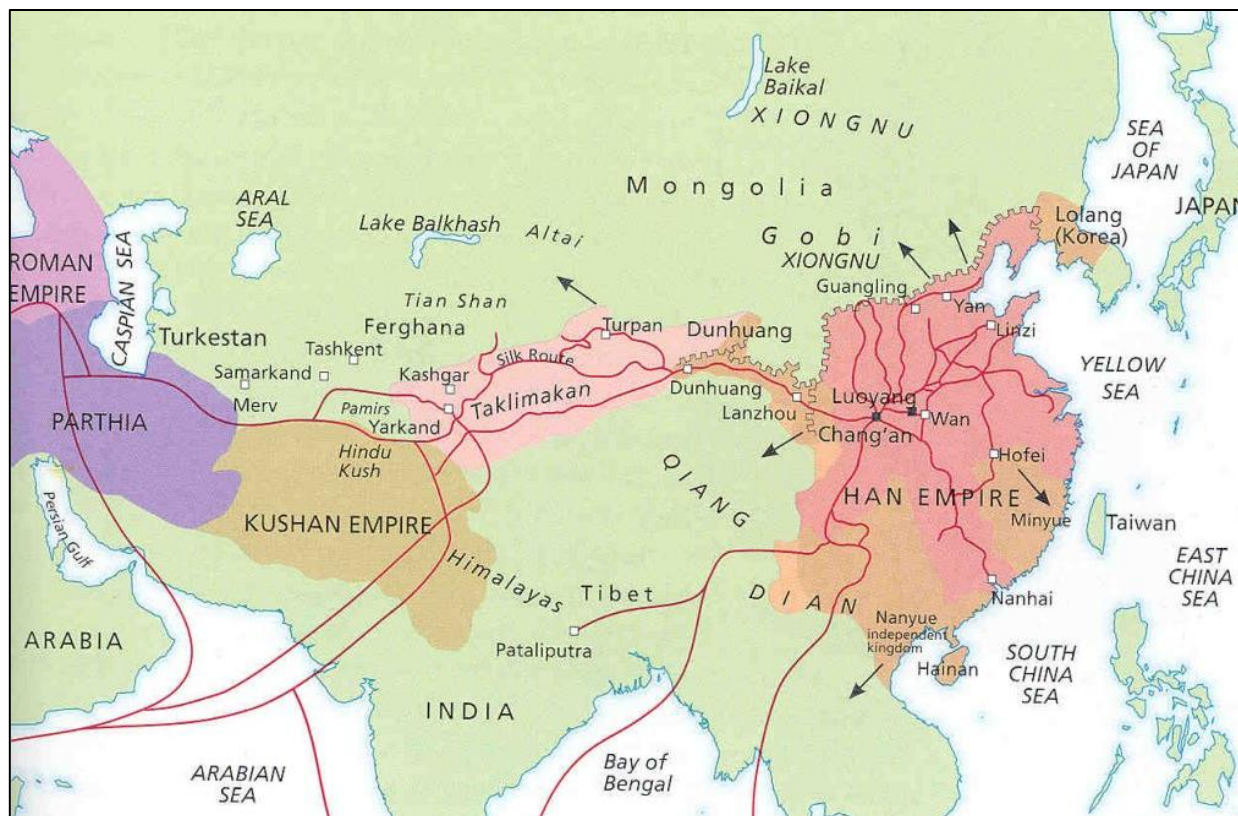 Lake
Baikal
XIONGNU
SEA
OF
JAPAN
Mongolia
ARAL
SEA
Lake Balkhash
Altai
Lolang
(Korea)
JAPAN
Gobi
XIONGNU
ROMAN
EMPIRE
CASPIAN SEA
Tian Shan
Guangling
Yan
Turkestan
Ferghana
Turpan
Dunhuang
Linzi
Tashkent
Silk Route
Samarkand
Kashgar
Dunhuang
YELLOW
SEA
Merv
Pamirs
Taklimakan
Lanzhou
Luoyang
Wan
PARTHIA
Yarkand
Chang'an
Hindu
Kush
Hofei
QIANG
HAN EMPIRE
Persian Gulf
KUSHAN EMPIRE
Minyue
Taiwan
EAST
CHINA
SEA
Himalayas
Tibet
DIAN
Nanhai
ARABIA
Pataliputra
Nanyue
independent
kingdom
Hainan
SOUTH
CHINA
SEA
INDIA
ARABIAN
SEA
Bay of
Bengal